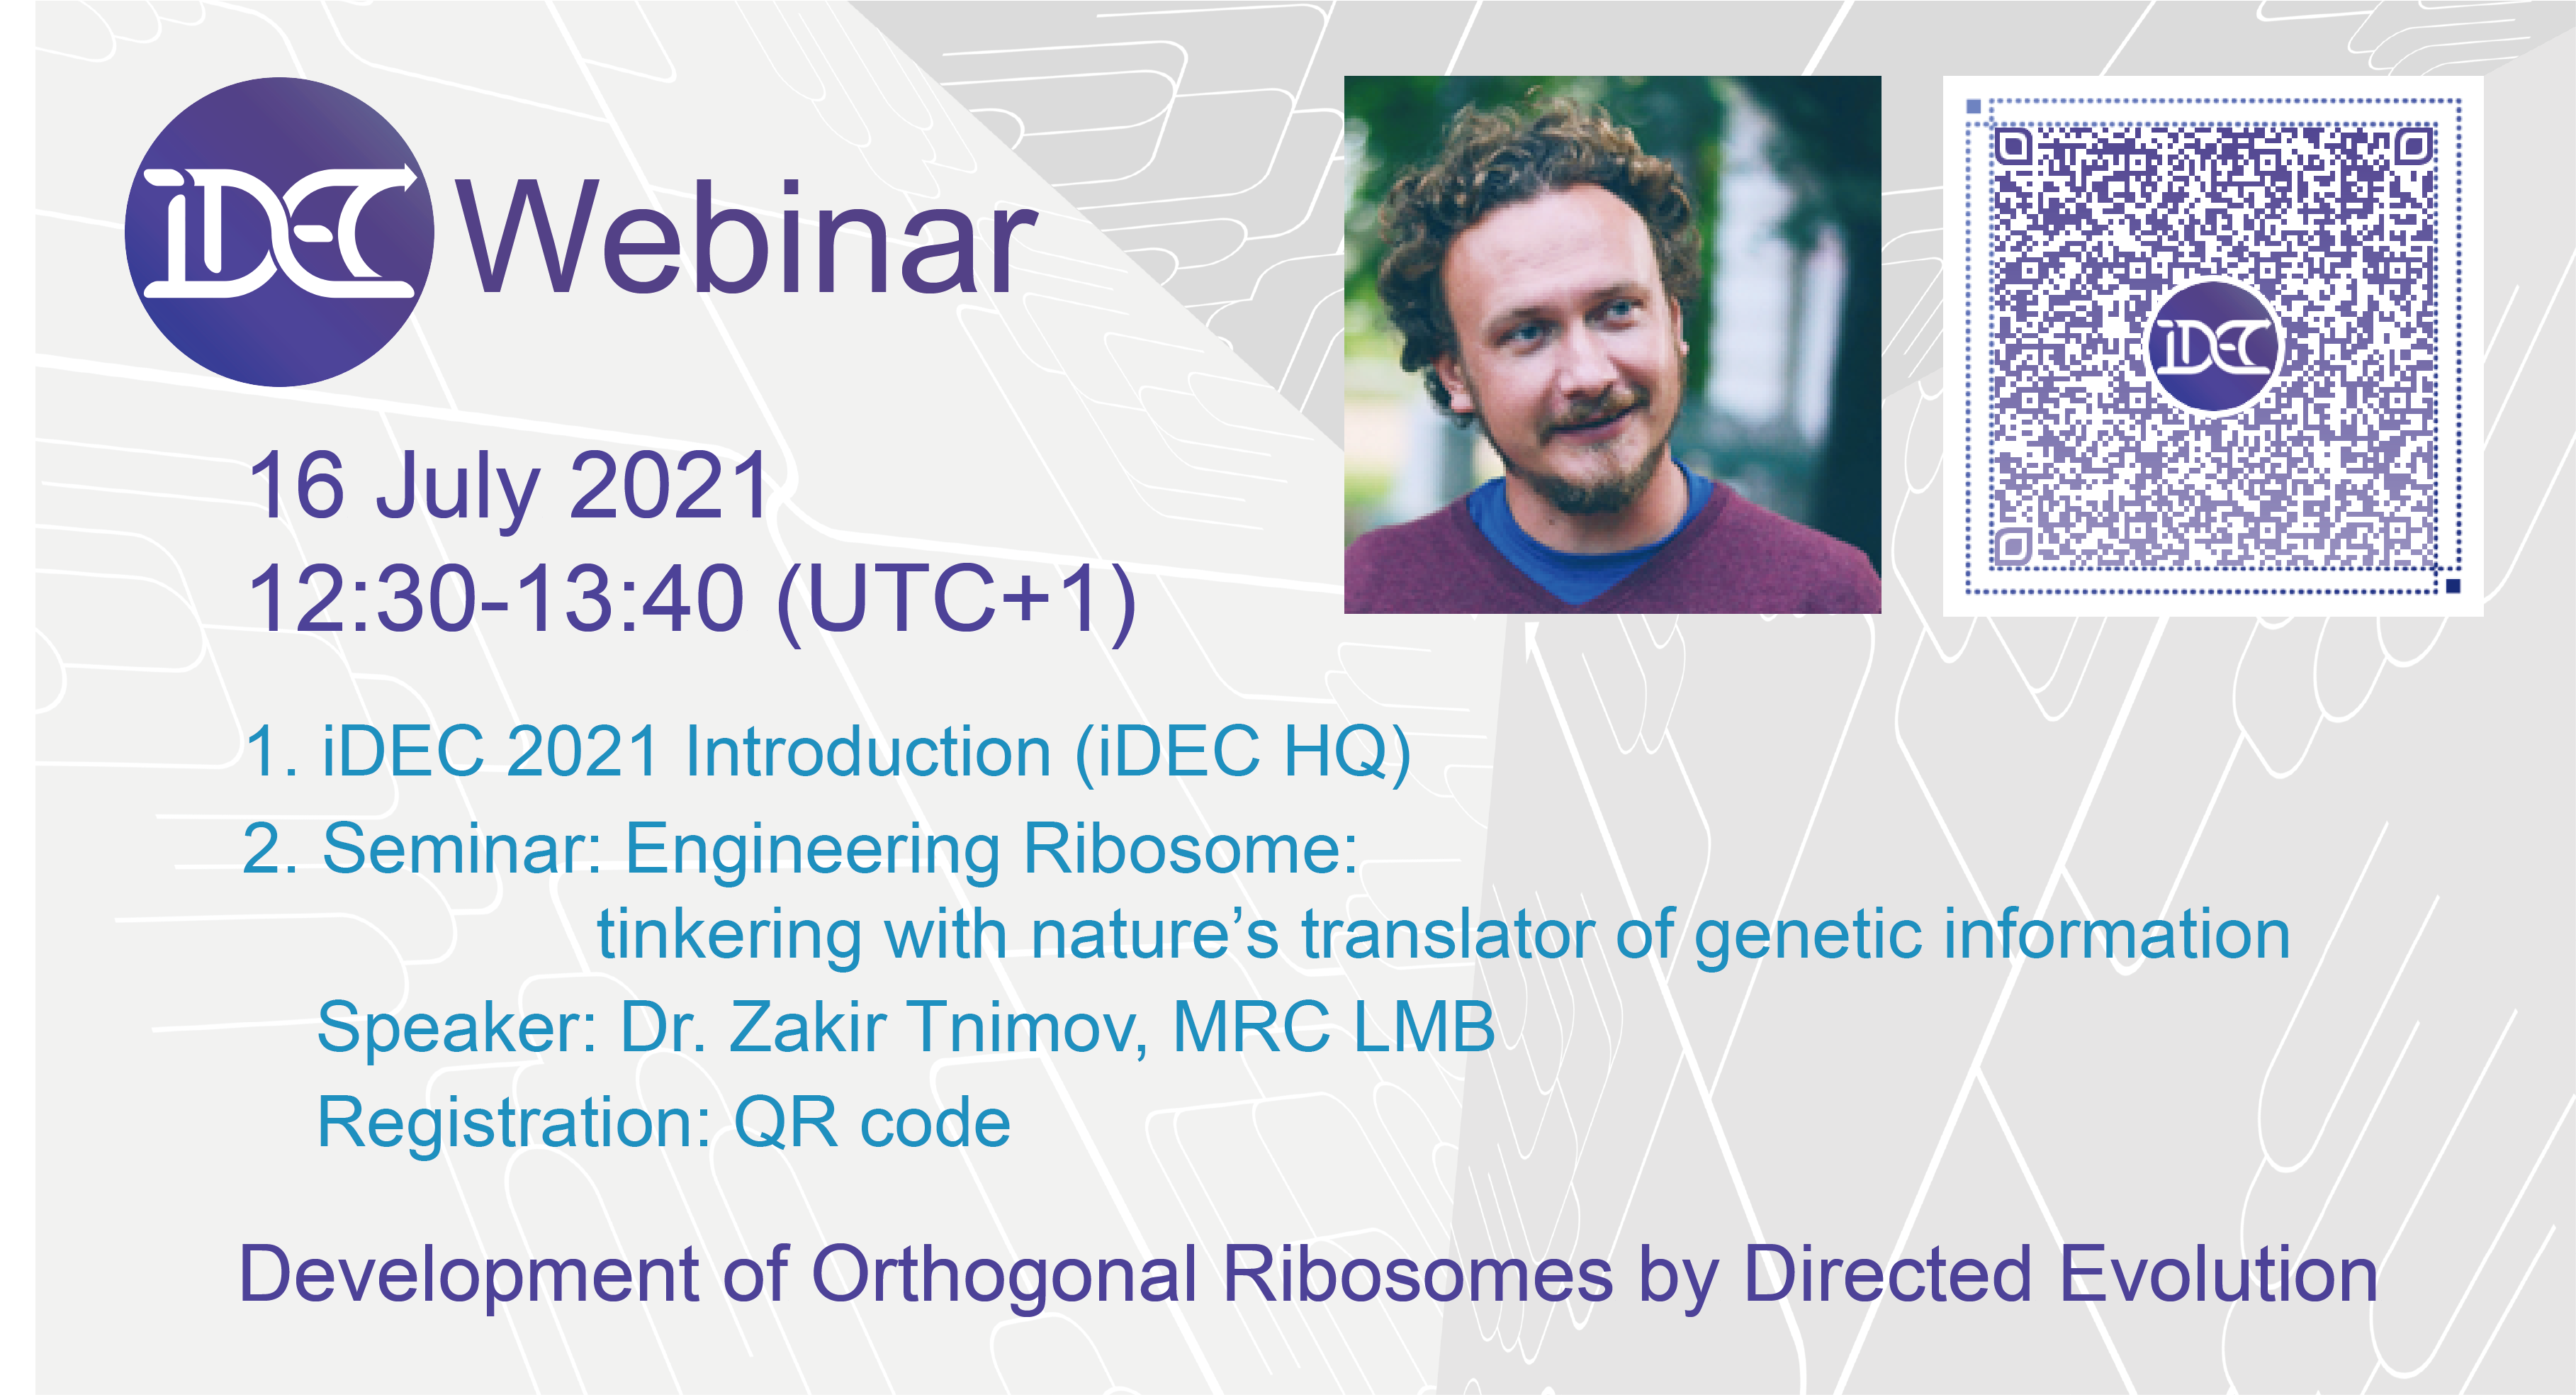 iDEC Webinar
16 July 2021
12:30-13:40 (UTC+1)
iDEC
1. iDEC 2021 Introduction (iDEC HQ)
2. Seminar: Engineering Ribosome:
tinkering with nature’s translator of genetic information
Speaker: Dr. Zakir Tnimov, MRC LMB
Registration: QR code
Development of Orthogonal Ribosomes by Directed Evolution